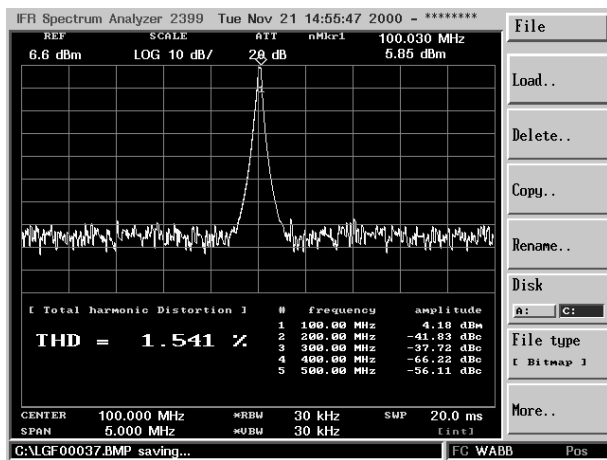 IFR Spectrum Analyzer 2399 Tue Nov 21 14:55:47 2000 - ********
REF SCALE ATT nMkr1 100.030 MHz
6.6 dBm LOG 10 dB/ 20 dB 5.85 dBm
[ Total harmonic Distortion ] # frequency amplitude
1 100.00 MHz 4.18 dBm
THD = 1.541 % 2 200.00 MHz -41.83 dBc
3 300.00 MHz -37.72 dBc
4 400.00 MHz -66.22 dBc
5 500.00 MHz -56.11 dBc
CENTER 100.000 MHz *RBW 30 kHz SWP 20.0 ms
SPAN 5.000 MHz *VBW 30 kHz [int]
C:\LGF00037.BMP saving... FC WABB Pos
File
Load..
Delete..
Copy..
Rename..
Disk
A: C:
File type
[ Bitmap ]
More..